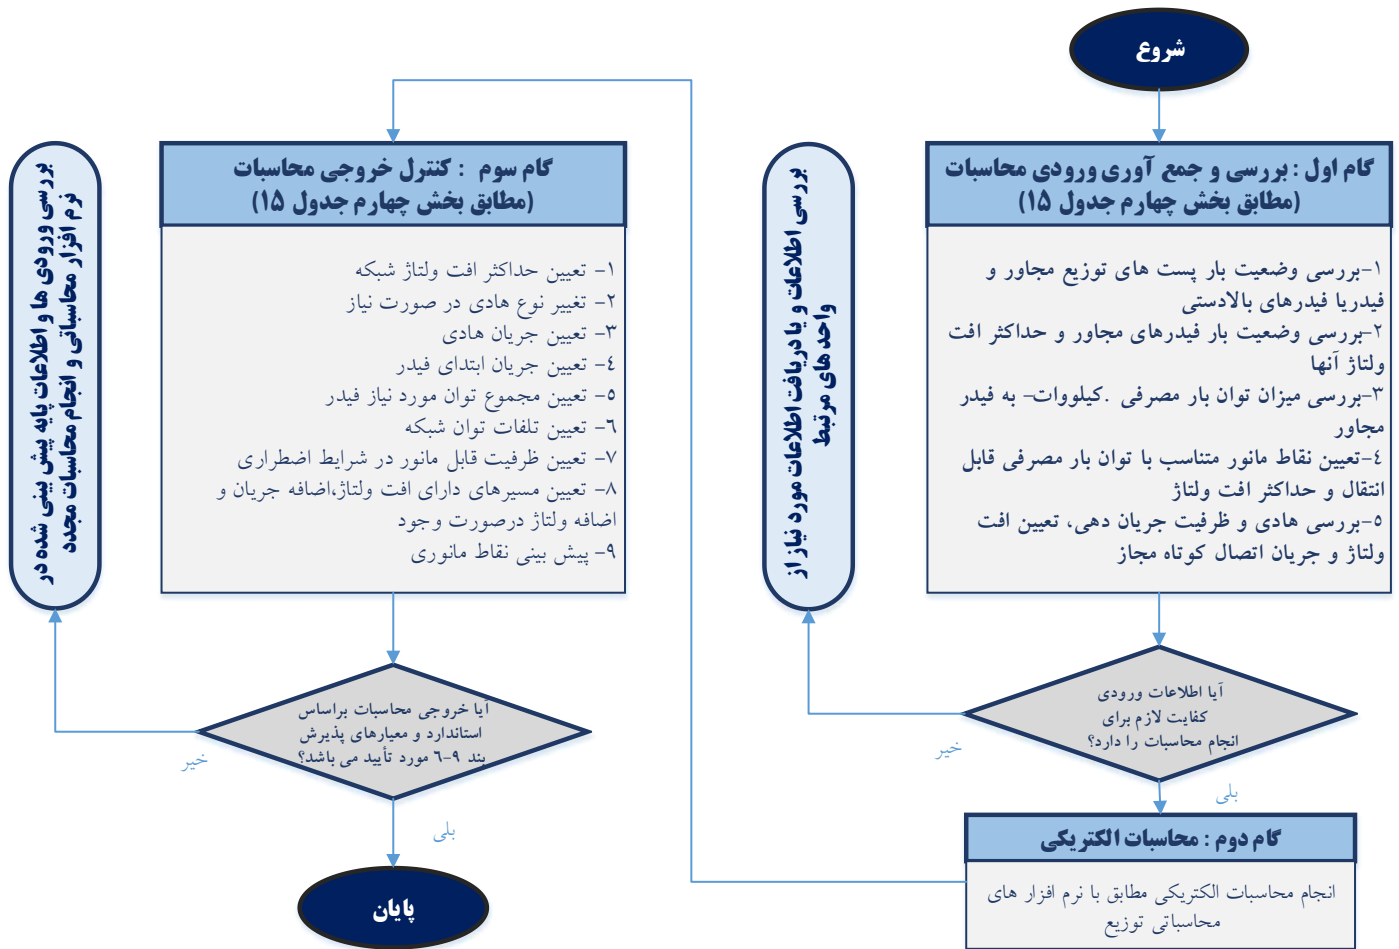 شروع
گام اول : بررسی و جمع آوری ورودی محاسبات
(مطابق بخش چهارم جدول ۱۵)
۱-بررسی وضعیت بار پست های توزیع مجاور و
فیدریا فیدرهای بالادستی
۲-بررسی وضعیت بار فیدرهای مجاور و حداکثر افت
ولتاژ آنها
۳-بررسی میزان توان بار مصرفی .کیلووات- به فیدر
مجاور
٤-تعیین نقاط مانور متناسب با توان بار مصرفی قابل
انتقال و حداکثر افت ولتاژ
٥-بررسی هادی و ظرفیت جریان دهی، تعیین افت
ولتاژ و جریان اتصال کوتاه مجاز
بررسی اطلاعات و یا دریافت اطلاعات مورد نیاز از
واحد های مرتبط
آیا اطلاعات ورودی
کفایت لازم برای
انجام محاسبات را دارد؟
خیر
بلی
گام دوم : محاسبات الکتریکی
انجام محاسبات الکتریکی مطابق با نرم افزار های
محاسباتی توزیع
گام سوم : کنترل خروجی محاسبات
(مطابق بخش چهارم جدول ۱۵)
۱- تعیین حداکثر افت ولتاژ شبکه
۲- تغییر نوع هادی در صورت نیاز
۳- تعیین جریان هادی
٤- تعیین جریان ابتدای فیدر
٥- تعیین مجموع توان مورد نیاز فیدر
٦- تعیین تلفات توان شبکه
۷- تعیین ظرفیت قابل مانور در شرایط اضطراری
۸- تعیین مسیرهای دارای افت ولتاژ،اضافه جریان و
اضافه ولتاژ درصورت وجود
۹- پیش بینی نقاط مانوری
بررسی ورودی ها و اطلاعات پایه پیش بینی شده در
نرم افزار محاسباتی و انجام محاسبات مجدد
آیا خروجی محاسبات براساس
استاندارد و معیارهای پذیرش
بند ۹-٦ مورد تأیید می باشد؟
خیر
بلی
پایان